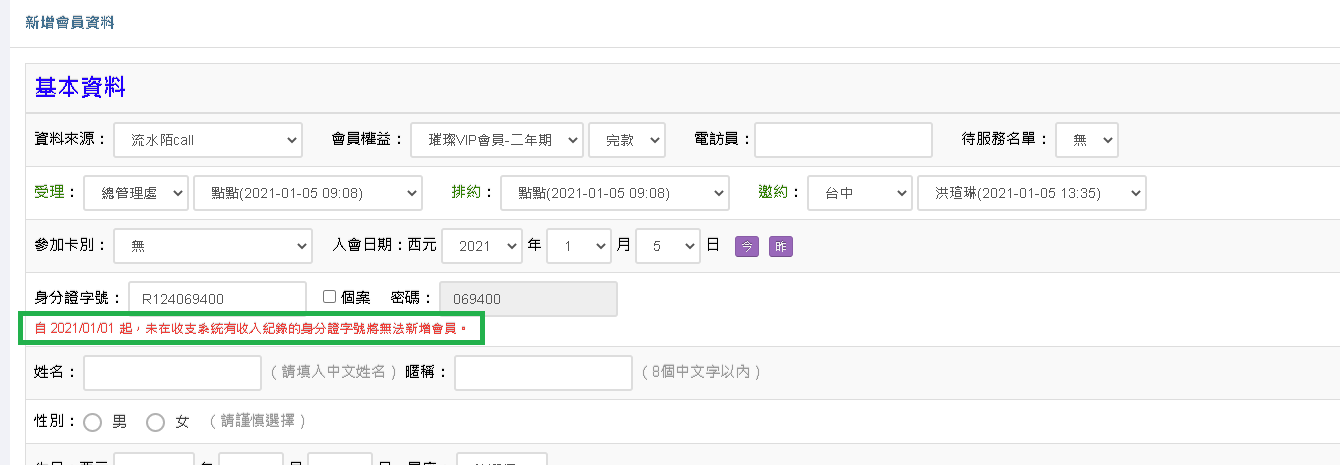 新增會員資料
基本資料
資料來源： 流水陌call 會員權益： 璀璨VIP會員-二年期 完款 電訪員： 待服務名單： 無
受理： 總管理處 點點(2021-01-05 09:08) 排約： 點點(2021-01-05 09:08) 邀約： 台中 洪瑄琳(2021-01-05 13:35)
參加卡別： 無 入會日期：西元 2021 年 1 月 5 日 今 昨
身分證字號： R124069400 個案 密碼： 069400
自 2021/01/01 起，未在收支系統有收入紀錄的身分證字號將無法新增會員。
姓名： （請填入中文姓名） 暱稱： （8個中文字以內）
性別： 男 女 （請謹慎選擇）